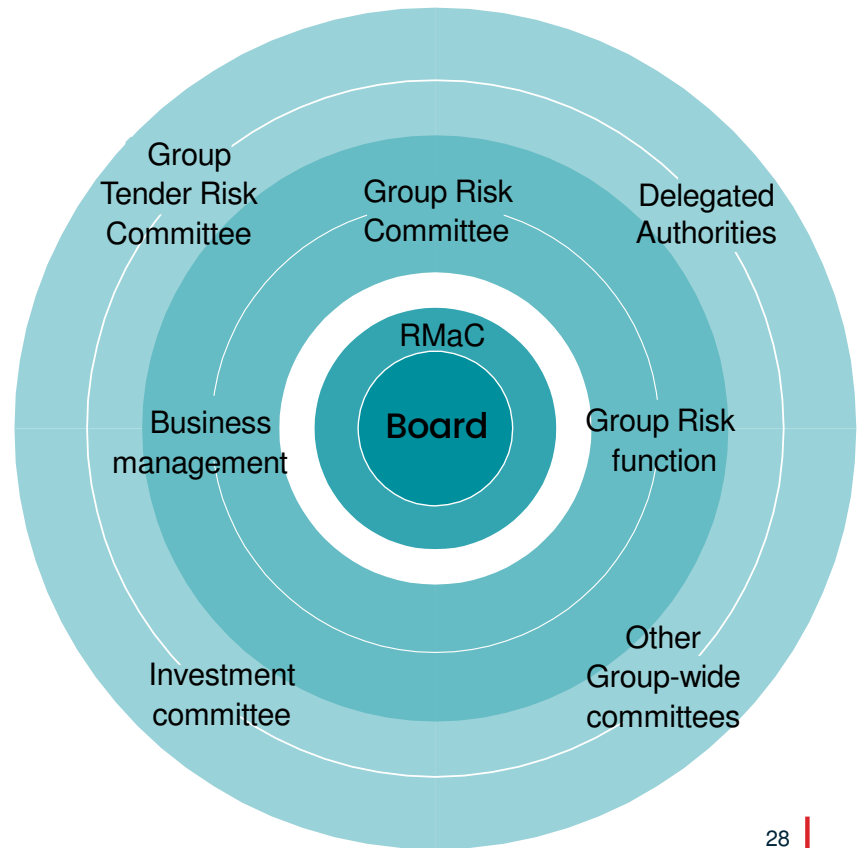 Group
Tender Risk
Committee
Group Risk
Committee
Delegated
Authorities
RMaC
Board
Business
management
Group Risk
function
Investment
committee
Other
Group-wide
committees
28